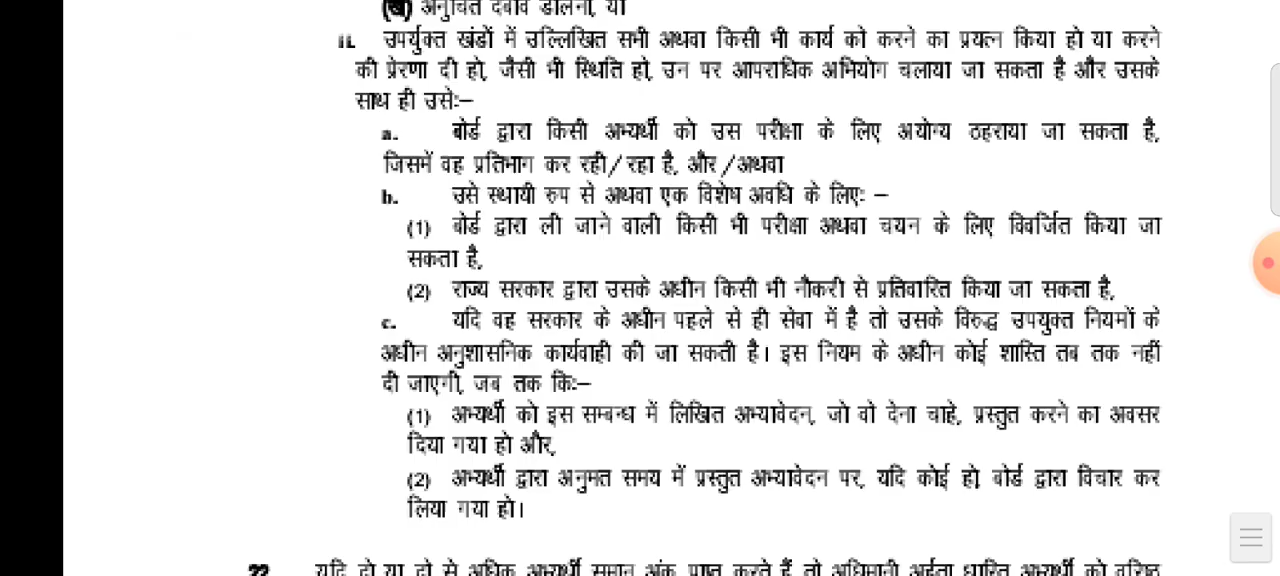 (ख) अनुचित दबाव डालना, या
ii. उपर्युक्त खंडों में उल्लिखित सभी अथवा किसी भी कार्य को करने का प्रयत्न किया हो या करने
की प्रेरणा दी हो, जैसी भी स्थिति हो, उन पर आपराधिक अभियोग चलाया जा सकता है और उसके
साथ ही उसेः–
a. बोर्ड द्वारा किसी अभ्यर्थी को उस परीक्षा के लिए अयोग्य ठहराया जा सकता है,
जिसमें वह प्रतिभाग कर रही/रहा है, और/अथवा
b. उसे स्थायी रुप से अथवा एक विशेष अवधि के लिएः –
(1) बोर्ड द्वारा ली जाने वाली किसी भी परीक्षा अथवा चयन के लिए विवर्जित किया जा
सकता है,
(2) राज्य सरकार द्वारा उसके अधीन किसी भी नौकरी से प्रतिवारित किया जा सकता है,
c. यदि वह सरकार के अधीन पहले से ही सेवा में है तो उसके विरुद्ध उपयुक्त नियमों के
अधीन अनुशासनिक कार्यवाही की जा सकती है। इस नियम के अधीन कोई शास्ति तब तक नहीं
दी जाएगी, जब तक किः–
(1) अभ्यर्थी को इस सम्बन्ध में लिखित अभ्यावेदन, जो वो देना चाहे, प्रस्तुत करने का अवसर
दिया गया हो और,
(2) अभ्यर्थी द्वारा अनुमत समय में प्रस्तुत अभ्यावेदन पर, यदि कोई हो, बोर्ड द्वारा विचार कर
लिया गया हो।
22 यदि दो या दो से अधिक अभ्यर्थी समान अंक प्राप्त करते हैं, तो अधिमानी अर्हता धारित अभ्यर्थी को वरिष्ठ